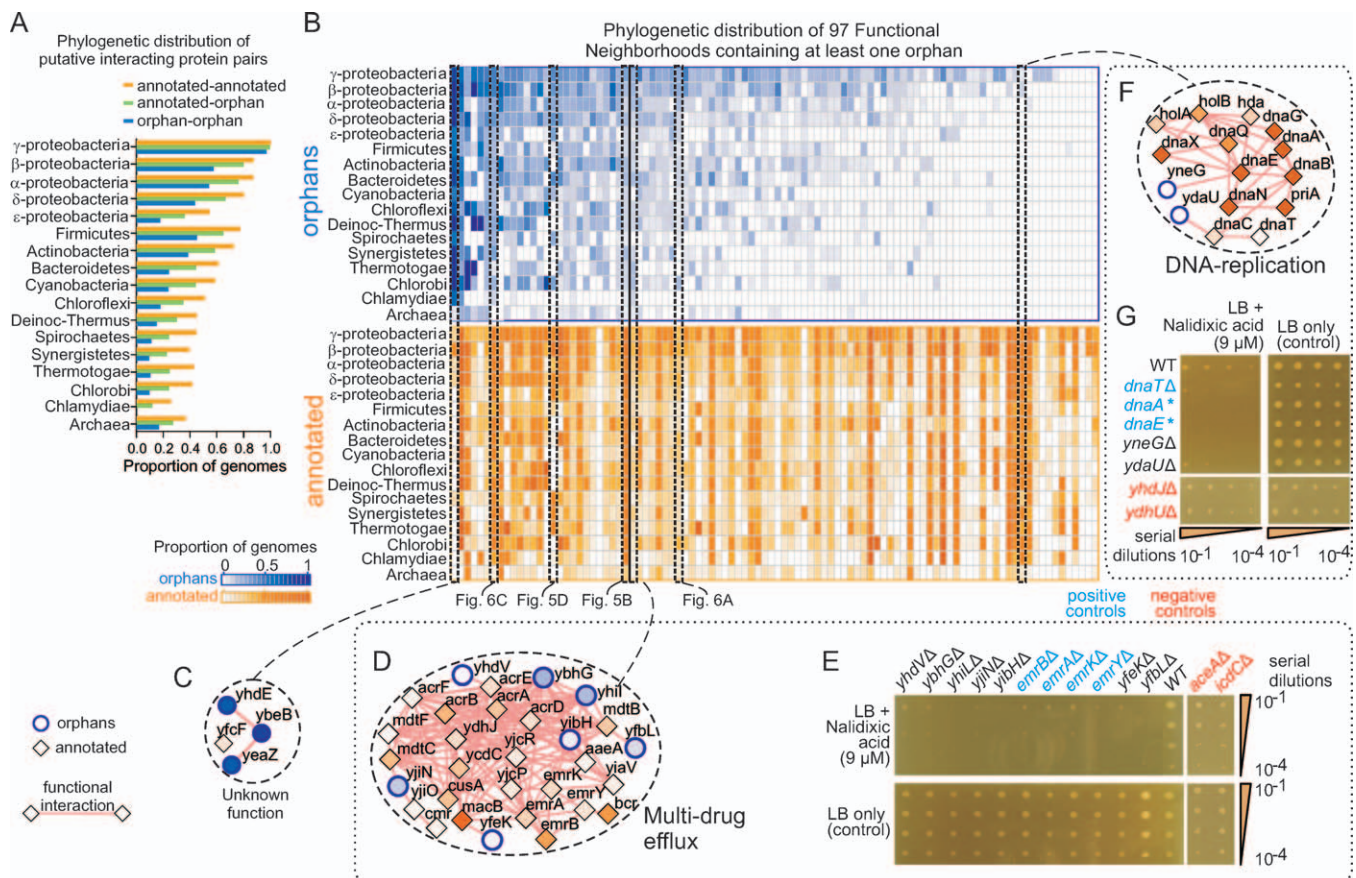 A
Phylogenetic distribution of
putative interacting protein pairs
annotated-annotated
annotated-orphan
orphan-orphan
γ-proteobacteria
β-proteobacteria
α-proteobacteria
δ-proteobacteria
ε-proteobacteria
Firmicutes
Actinobacteria
Bacteroidetes
Cyanobacteria
Chloroflexi
Deinoc-Thermus
Spirochaetes
Synergistetes
Thermotogae
Chlorobi
Chlamydiae
Archaea
0.0 0.2 0.4 0.6 0.8 1.0
Proportion of genomes
Proportion of genomes
0 0.5 1
orphans
annotated
B
Phylogenetic distribution of 97 Functional
Neighborhoods containing at least one orphan
orphans
γ-proteobacteria
β-proteobacteria
α-proteobacteria
δ-proteobacteria
ε-proteobacteria
Firmicutes
Actinobacteria
Bacteroidetes
Cyanobacteria
Chloroflexi
Deinoc-Thermus
Spirochaetes
Synergistetes
Thermotogae
Chlorobi
Chlamydiae
Archaea
annotated
γ-proteobacteria
β-proteobacteria
α-proteobacteria
δ-proteobacteria
ε-proteobacteria
Firmicutes
Actinobacteria
Bacteroidetes
Cyanobacteria
Chloroflexi
Deinoc-Thermus
Spirochaetes
Synergistetes
Thermotogae
Chlorobi
Chlamydiae
Archaea
Fig. 6C Fig. 5D Fig. 5B Fig. 6A
C
yhdE
ybeB
yfcF
yeaZ
Unknown
function
orphans
annotated
functional
interaction
D
yhdV
acrE
ybhG
acrF
acrB
acrA
yhiI
mdtF
ydhJ
acrD
mdtB
yibH
yfbL
mdtC
ycdC
yjcR
aaeA
yjiN
yjcP
emrK
yiaV
yjiO
cusA
emrY
cmr
macB
emrA
bcr
yfeK
emrB
Multi-drug
efflux
positive
controls
negative
controls
E
yhdVΔ
ybhGΔ
yhiLΔ
yjiNΔ
yibHΔ
emrBΔ
emrAΔ
emrKΔ
emrYΔ
yfeKΔ
yfbLΔ
WT
aceAΔ
icdCΔ
serial
dilutions
LB +
Nalidixic
acid
(9 μM)
10-1
10-4
LB only
(control)
10-1
10-4
F
holA
holB
hda
dnaG
dnaX
dnaQ
dnaA
yneG
dnaE
dnaB
ydaU
dnaN
priA
dnaC
dnaT
DNA-replication
G
LB +
Nalidixic acid
(9 μM)
LB only
(control)
WT
dnaTΔ
dnaA*
dnaE*
yneGΔ
ydaUΔ
yhdJΔ
ydhUΔ
serial
dilutions
10-1 10-4 10-1 10-4